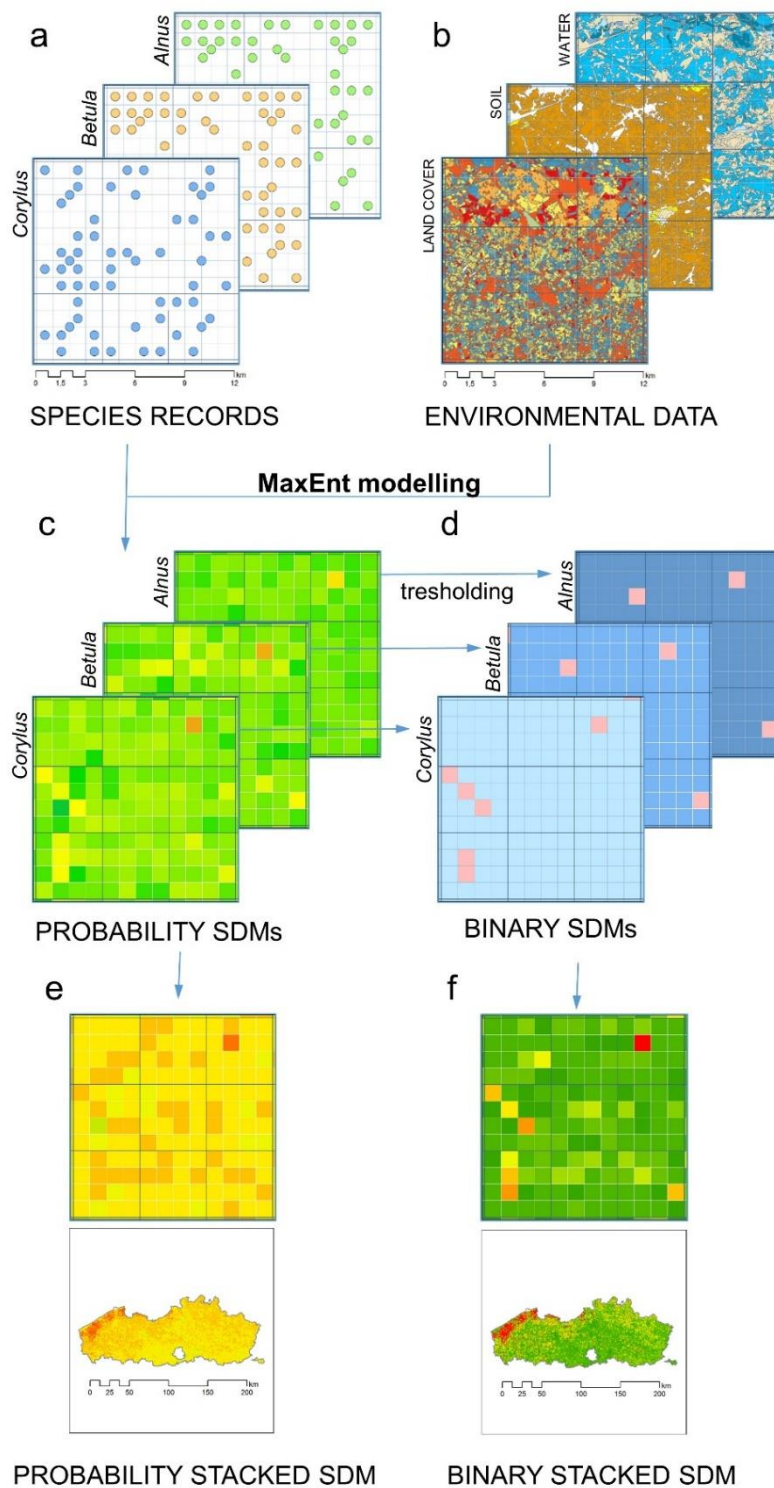 a
b
Alnus
Betula
Corylus
WATER
SOIL
LAND COVER
0 1,5 3 6 9 12 km
0 1,5 3 6 9 12 km
SPECIES RECORDS
ENVIRONMENTAL DATA
MaxEnt modelling
c
d
Alnus
Betula
Corylus
tresholding
Alnus
Betula
Corylus
PROBABILITY SDMs
BINARY SDMs
e
f
0 25 50 100 150 200 km
0 25 50 100 150 200 km
PROBABILITY STACKED SDM
BINARY STACKED SDM